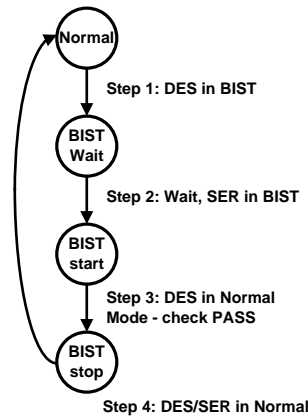 Normal
Step 1: DES in BIST
BIST
Wait
Step 2: Wait, SER in BIST
BIST
start
Step 3: DES in Normal
Mode - check PASS
BIST
stop
Step 4: DES/SER in Normal